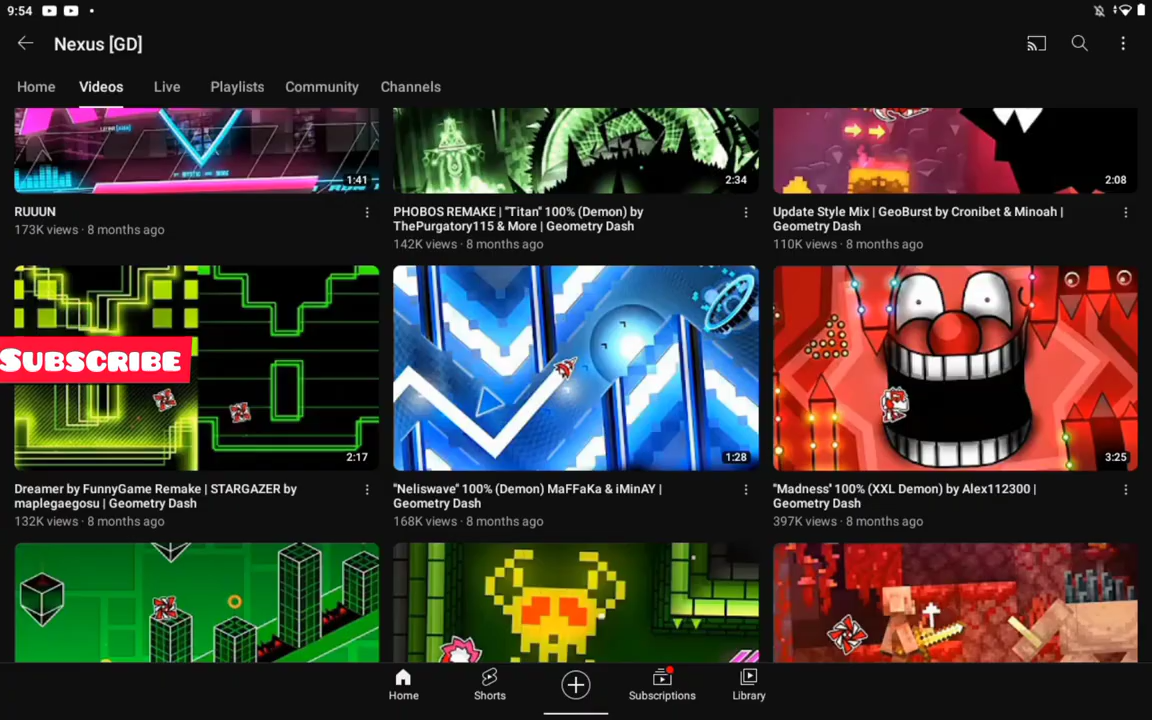 9:54
Nexus [GD]
Home Videos Live Playlists Community Channels
1:41
2:34
2:08
RUUUN
173K views · 8 months ago
PHOBOS REMAKE | "Titan" 100% (Demon) by
ThePurgatory115 & More | Geometry Dash
142K views · 8 months ago
Update Style Mix | GeoBurst by Cronibet & Minoah |
Geometry Dash
110K views · 8 months ago
SUBSCRIBE
2:17
1:28
3:25
Dreamer by FunnyGame Remake | STARGAZER by
maplegaegosu | Geometry Dash
132K views · 8 months ago
"Neliswave" 100% (Demon) MaFFaKa & iMinAY |
Geometry Dash
168K views · 8 months ago
"Madness" 100% (XXL Demon) by Alex112300 |
Geometry Dash
397K views · 8 months ago
Home Shorts Subscriptions Library